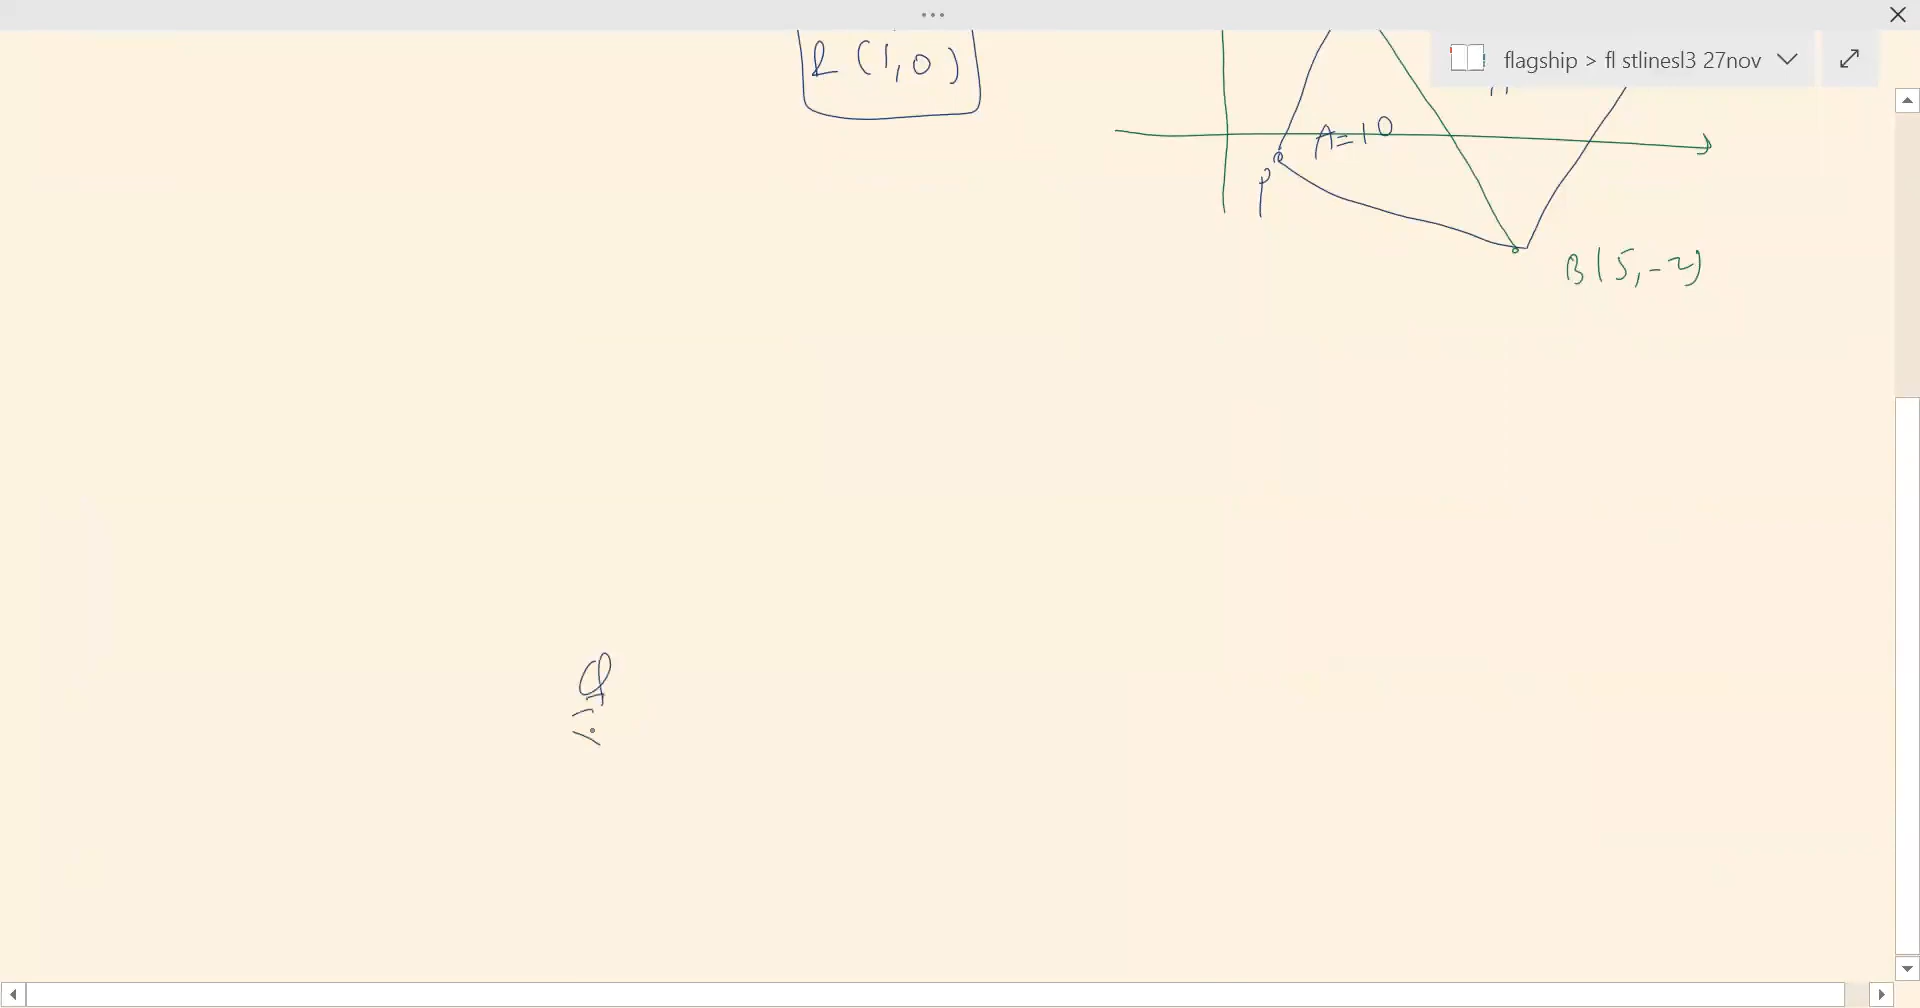 flagship > fl stlinesl3 27nov
R (1,0)
A=10
P
B(5,-2)
Q